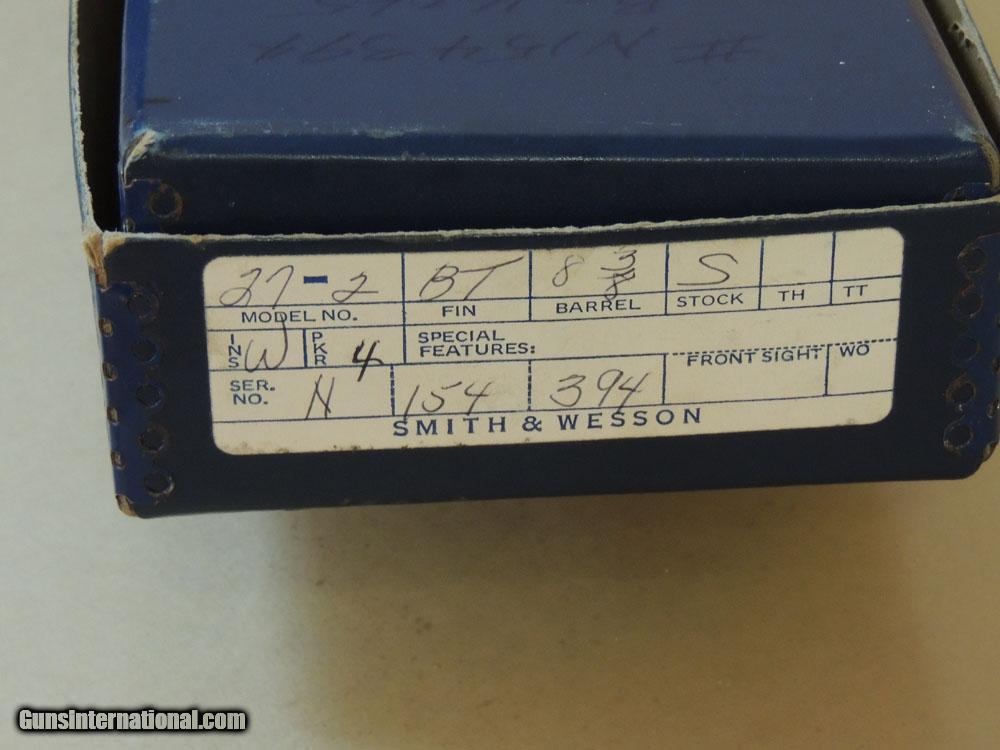 # N154394
27-2 BT 8 3/8 S
MODEL NO. FIN BARREL STOCK TH TT
INS W PKR 4 SPECIAL FEATURES:
FRONT SIGHT WO
SER. NO. N 154 394
SMITH & WESSON
GunsInternational.com